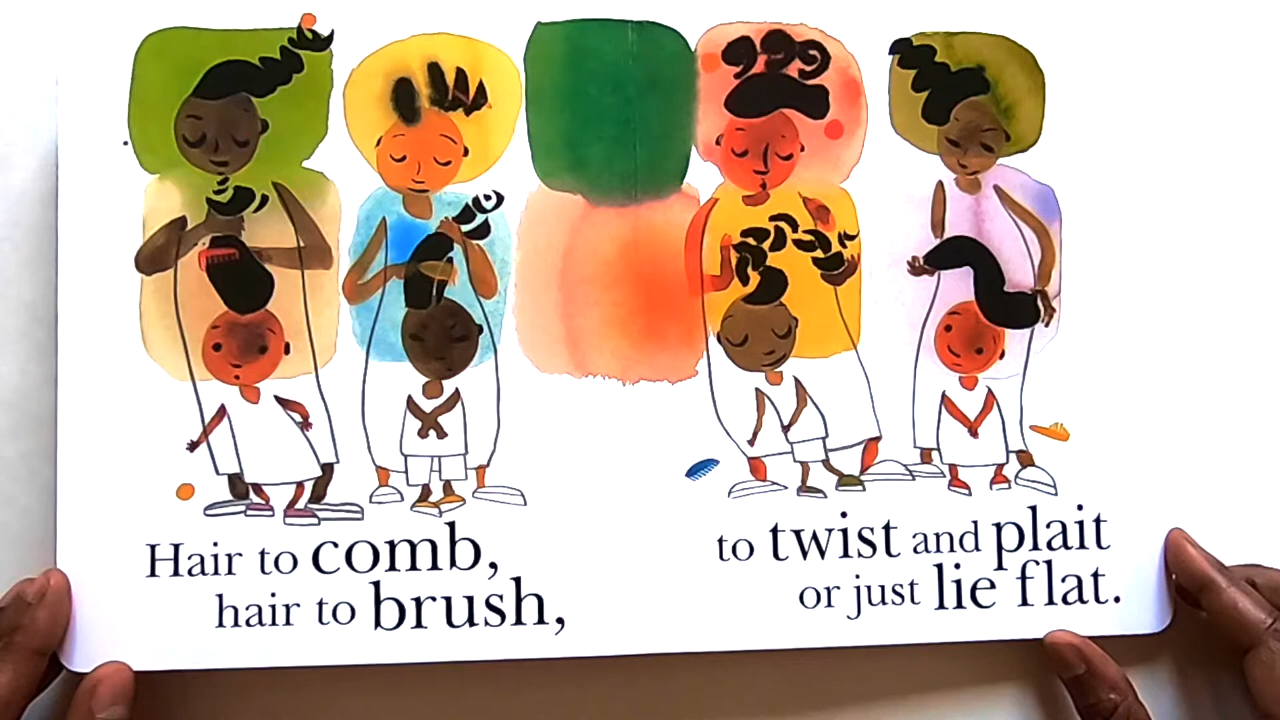 Hair to comb,
hair to brush,
to twist and plait
or just lie flat.